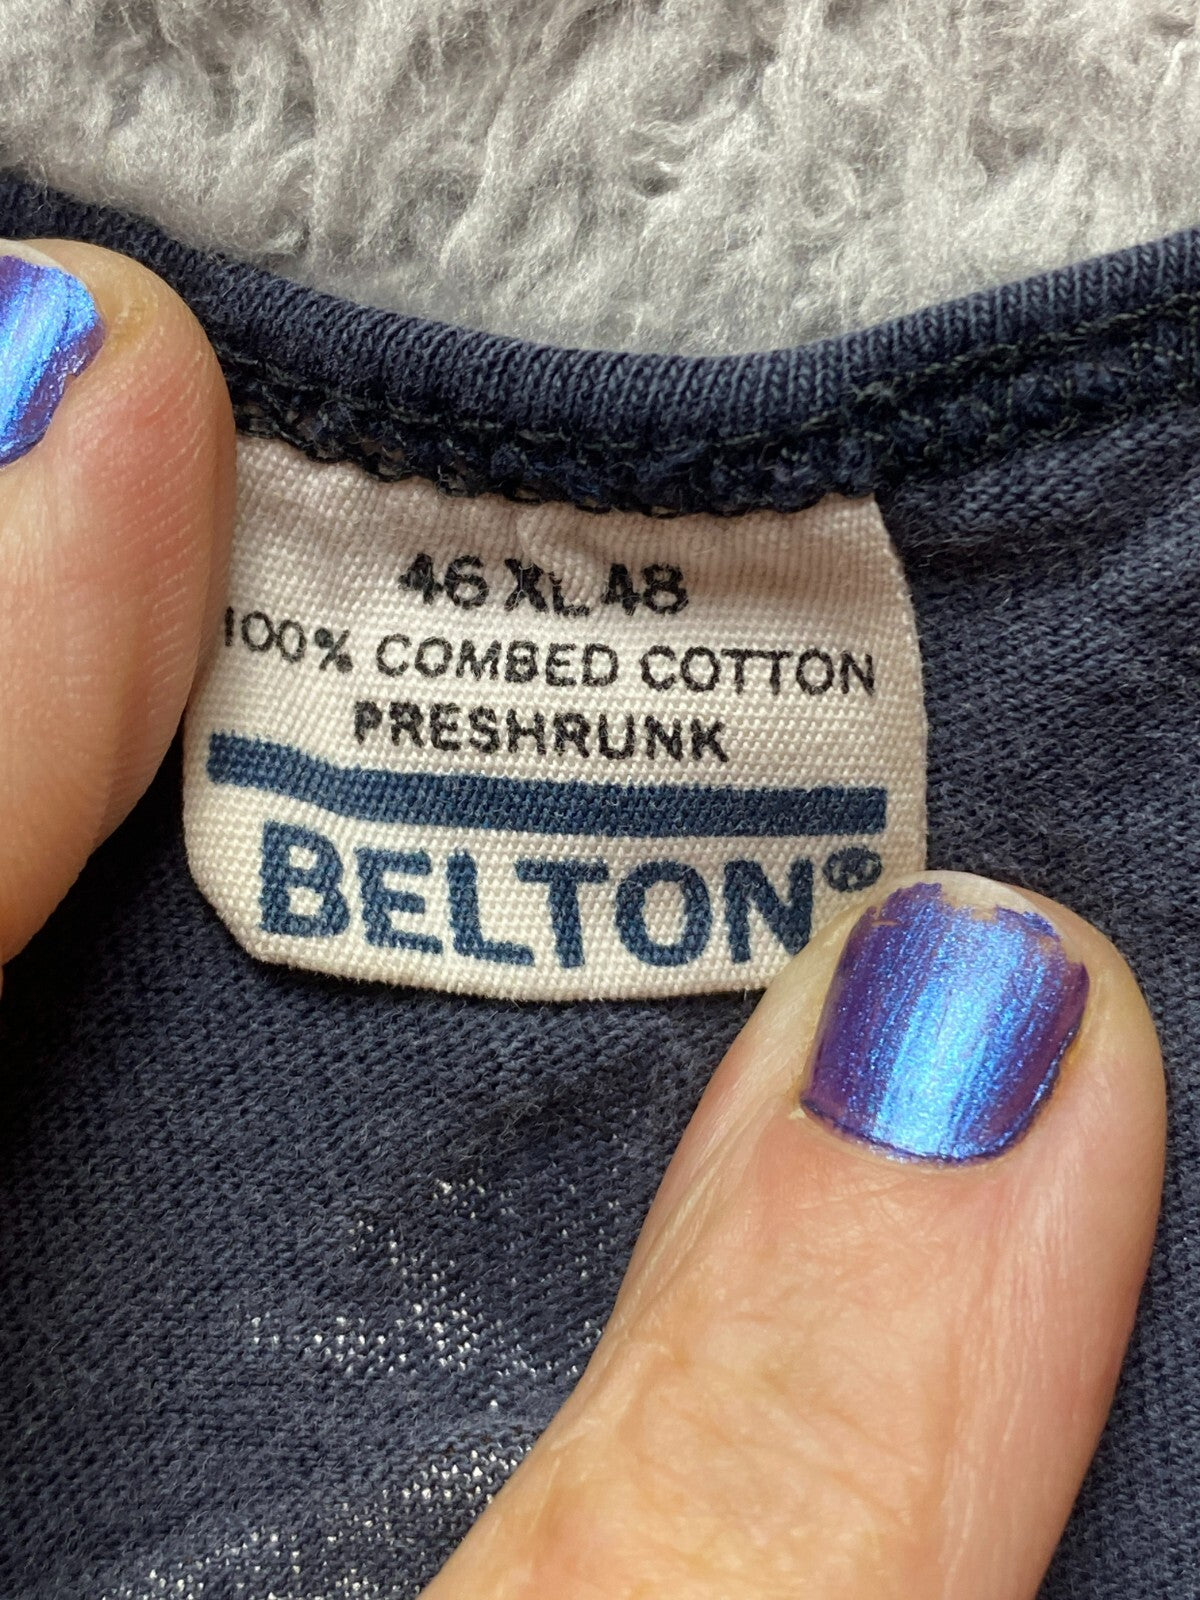 46 XL 48
100% COMBED COTTON
PRESHRUNK
BELTON®